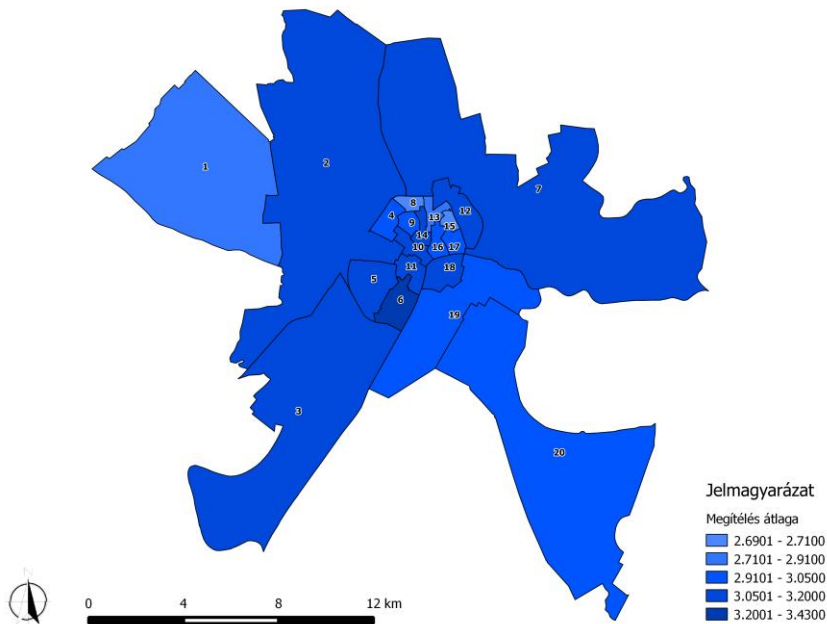 1
2
7
8
12
4
13
9
15
14
10
16
17
11
18
5
6
19
3
20
Jelmagyarázat
Megítélés átlaga
2.6901 - 2.7100
2.7101 - 2.9100
2.9101 - 3.0500
3.0501 - 3.2000
3.2001 - 3.4300
N
0 4 8 12 km